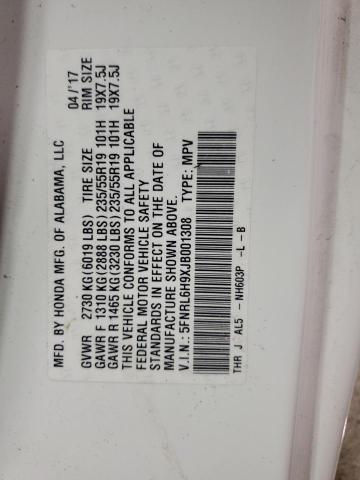 MFD. BY HONDA MFG. OF ALABAMA, LLC 04/'17
GVWR 2730 KG(6019 LBS) TIRE SIZE RIM SIZE
GAWR F 1310 KG(2888 LBS)235/55R19 101H 19X7.5J
GAWR R 1465 KG(3230 LBS)235/55R19 101H 19X7.5J
THIS VEHICLE CONFORMS TO ALL APPLICABLE
FEDERAL MOTOR VEHICLE SAFETY
STANDARDS IN EFFECT ON THE DATE OF
MANUFACTURE SHOWN ABOVE.
V.I.N.: 5FNRL6H9XJB001308 TYPE: MPV
THR J AL5 - NH603P -L -B